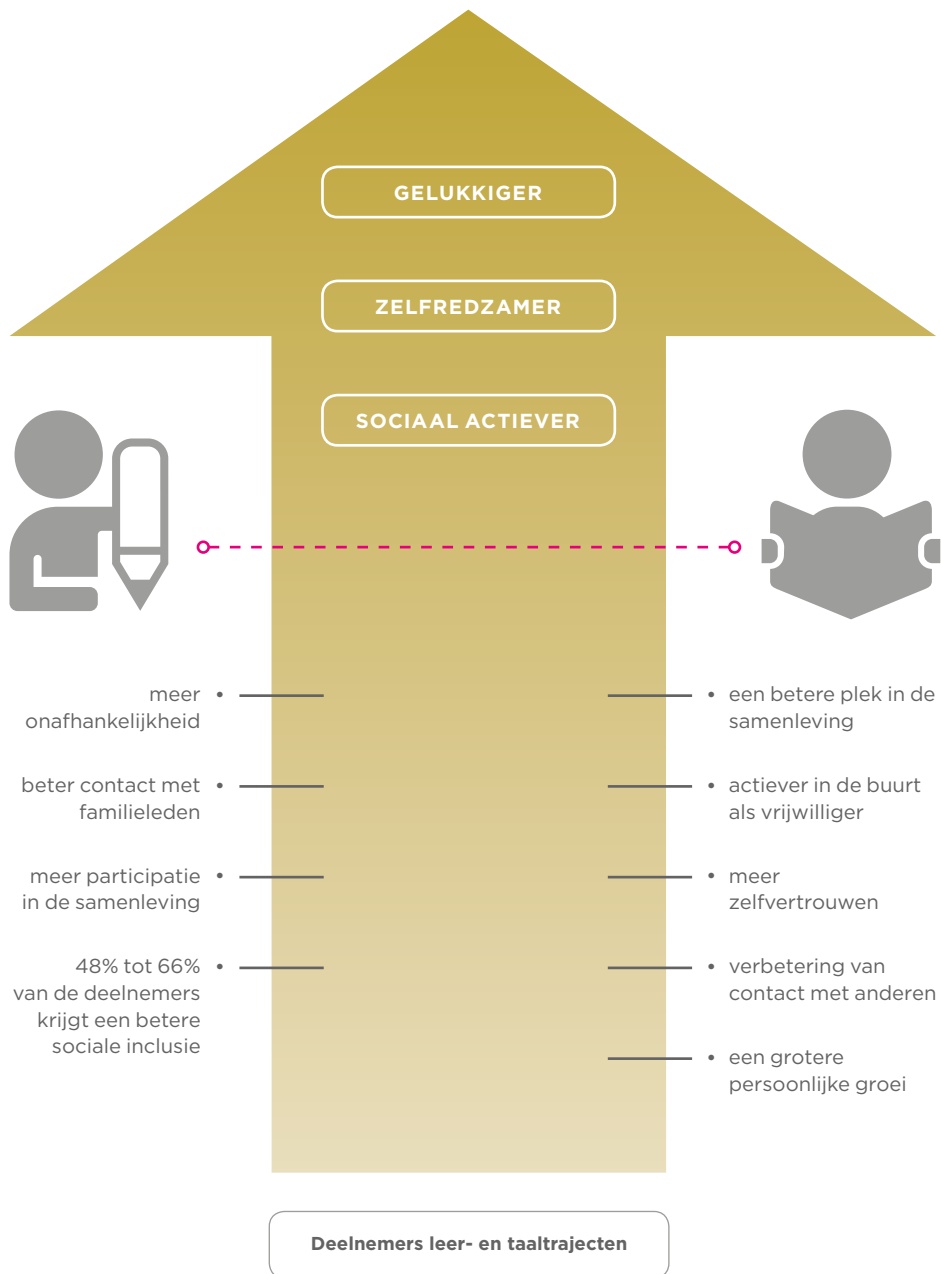 GELUKKIGER
ZELFREDZAMER
SOCIAAL ACTIEVER
meer
onafhankelijkheid
beter contact met
familieleden
meer participatie
in de samenleving
48% tot 66%
van de deelnemers
krijgt een betere
sociale inclusie
een betere plek in de
samenleving
actiever in de buurt
als vrijwilliger
meer
zelfvertrouwen
verbetering van
contact met anderen
een grotere
persoonlijke groei
Deelnemers leer- en taaltrajecten